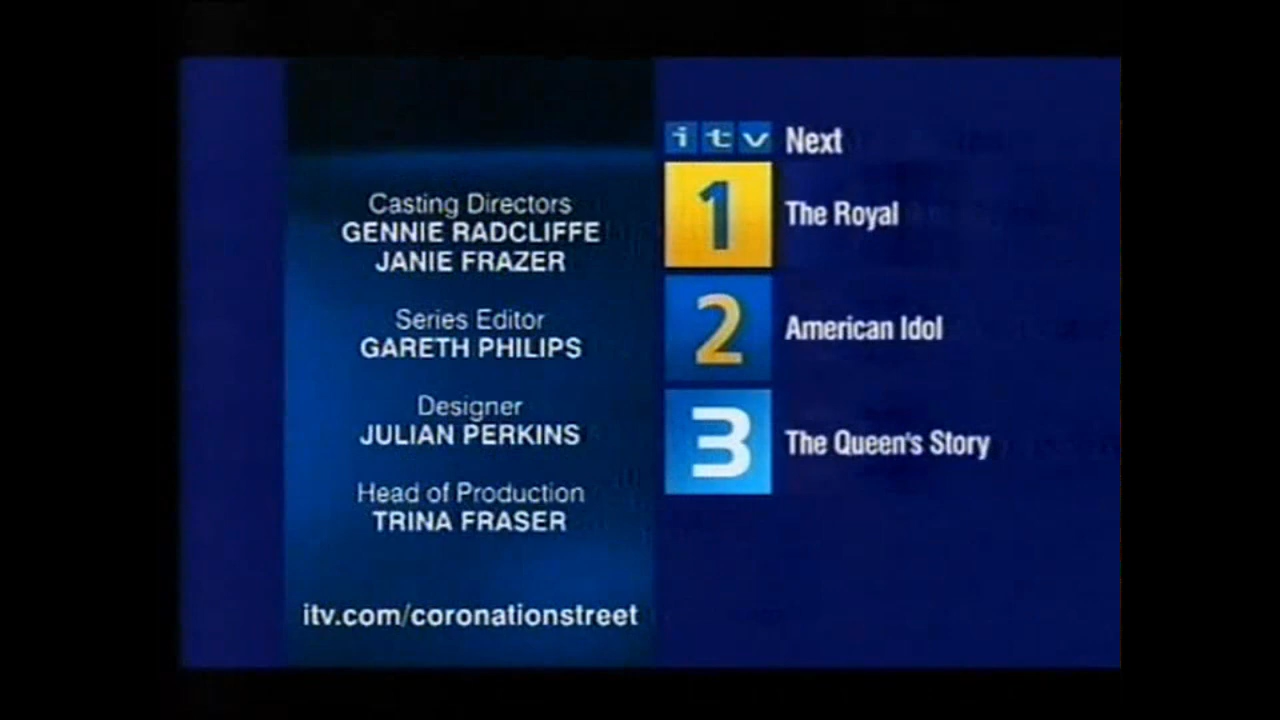 Casting Directors
GENNIE RADCLIFFE
JANIE FRAZER
Series Editor
GARETH PHILIPS
Designer
JULIAN PERKINS
Head of Production
TRINA FRASER
itv.com/coronationstreet
itv Next
1 The Royal
2 American Idol
3 The Queen's Story